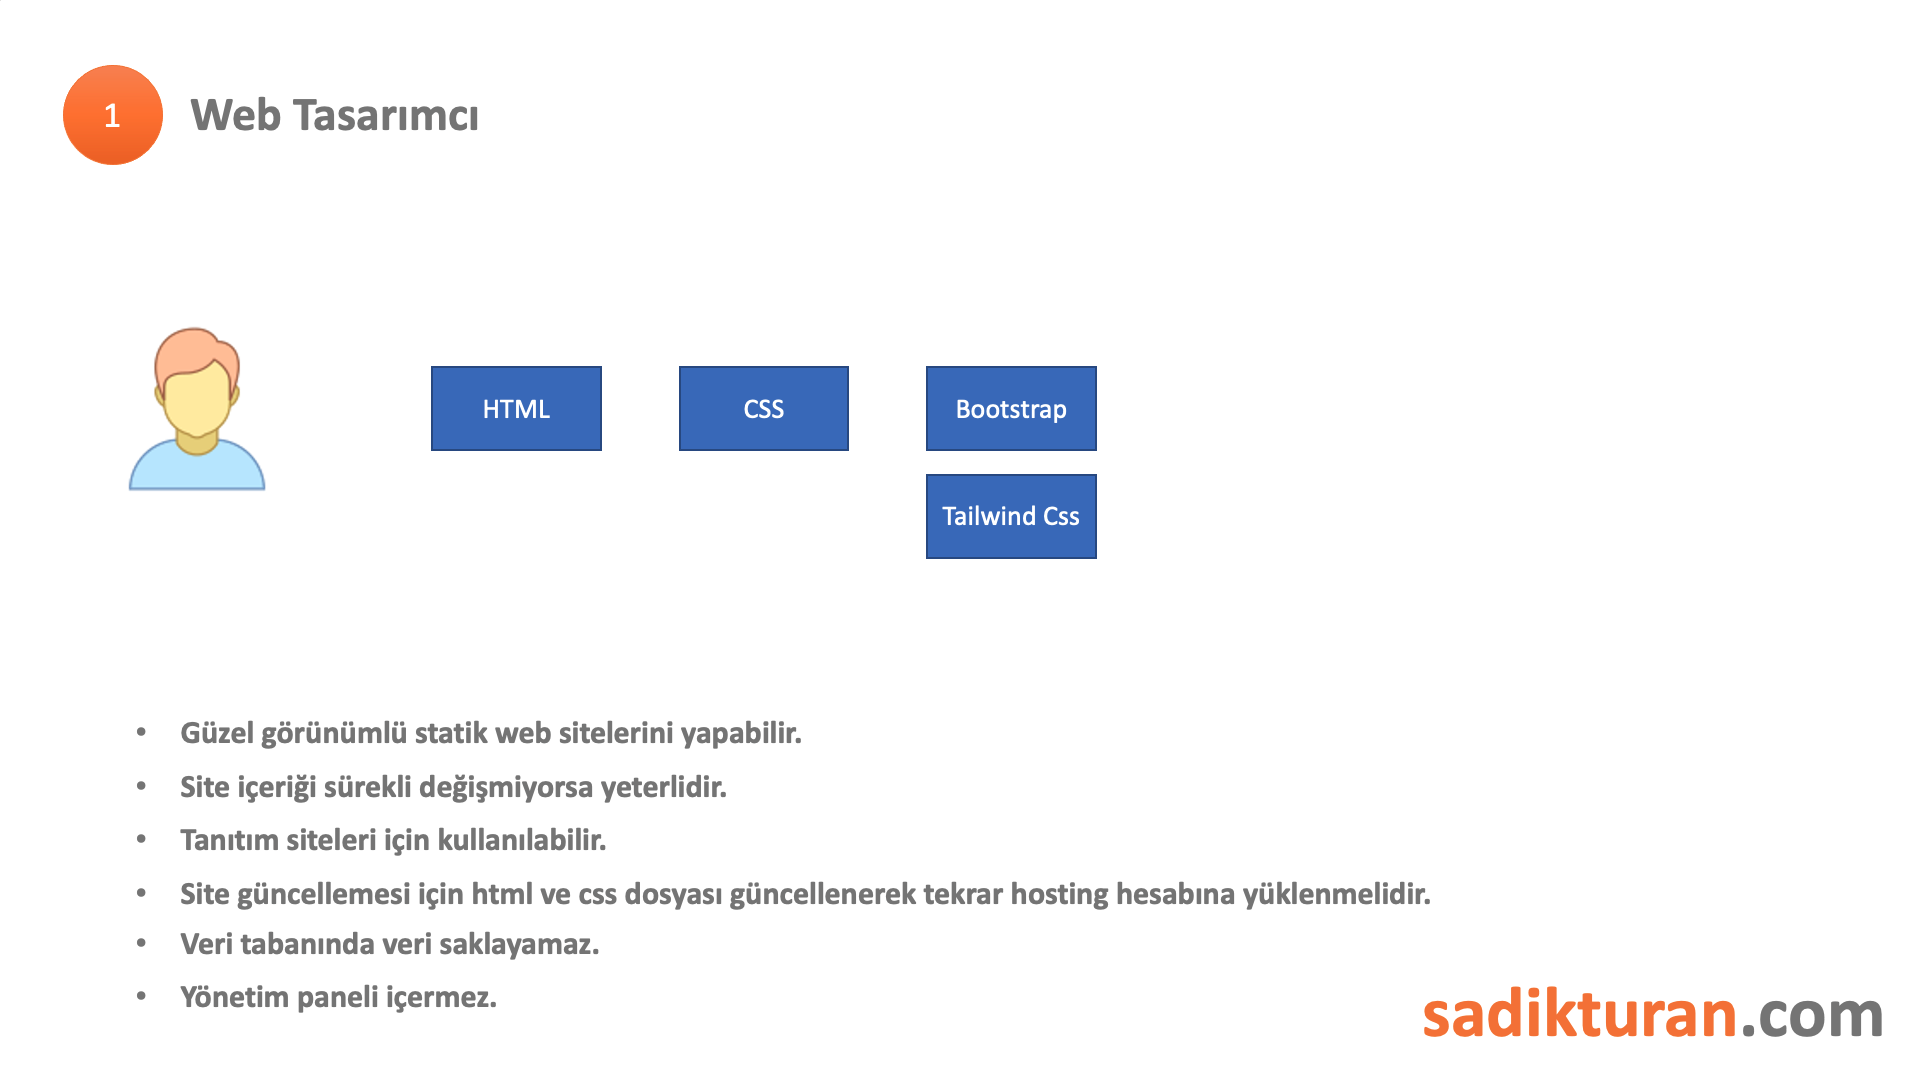 1
Web Tasarımcı
HTML
CSS
Bootstrap
Tailwind Css
• Güzel görünümlü statik web sitelerini yapabilir.
• Site içeriği sürekli değişmiyorsa yeterlidir.
• Tanıtım siteleri için kullanılabilir.
• Site güncellemesi için html ve css dosyası güncellenerek tekrar hosting hesabına yüklenmelidir.
• Veri tabanında veri saklayamaz.
• Yönetim paneli içermez.
sadikturan.com